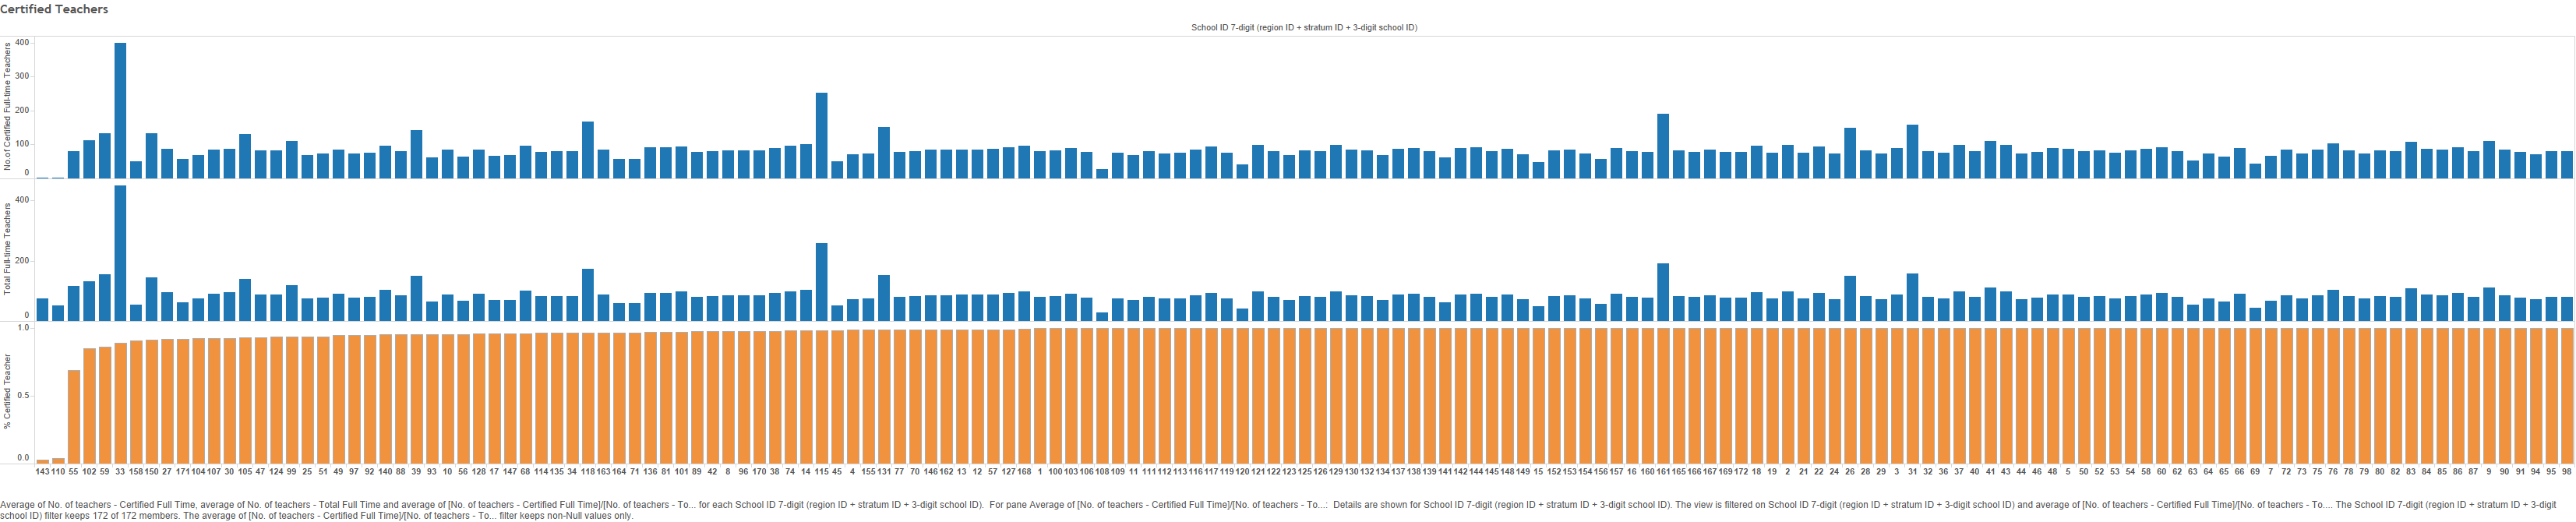 Certified Teachers
School ID 7-digit (region ID + stratum ID + 3-digit school ID)
No.of Certified Full-time Teachers
400
300
200
100
0
Total Full-time Teachers
400
200
0
% Certified Teacher
1.0
0.5
0.0
143 110 55 102 59 33 158 150 27 171 104 107 30 105 47 124 99 25 51 49 97 92 140 88 39 93 10 56 128 17 147 68 114 135 34 118 163 164 71 136 81 101 89 42 8 96 170 38 74 14 115 45 4 155 131 77 70 146 162 13 12 57 127 168 1 100 103 106 108 109 11 111 112 113 116 117 119 120 121 122 123 125 126 129 130 132 134 137 138 139 141 142 144 145 148 149 15 152 153 154 156 157 16 160 161 165 166 167 169 172 18 19 2 21 22 24 26 28 29 3 31 32 36 37 40 41 43 44 46 48 5 50 52 53 54 58 60 62 63 64 65 66 69 7 72 73 75 76 78 79 80 82 83 84 85 86 87 9 90 91 94 95 98
Average of No. of teachers - Certified Full Time, average of No. of teachers - Total Full Time and average of [No. of teachers - Certified Full Time]/[No. of teachers - To... for each School ID 7-digit (region ID + stratum ID + 3-digit school ID). For pane Average of [No. of teachers - Certified Full Time]/[No. of teachers - To...: Details are shown for School ID 7-digit (region ID + stratum ID + 3-digit school ID). The view is filtered on School ID 7-digit (region ID + stratum ID + 3-digit school ID) and average of [No. of teachers - Certified Full Time]/[No. of teachers - To.... The School ID 7-digit (region ID + stratum ID + 3-digit
school ID) filter keeps 172 of 172 members. The average of [No. of teachers - Certified Full Time]/[No. of teachers - To... filter keeps non-Null values only.